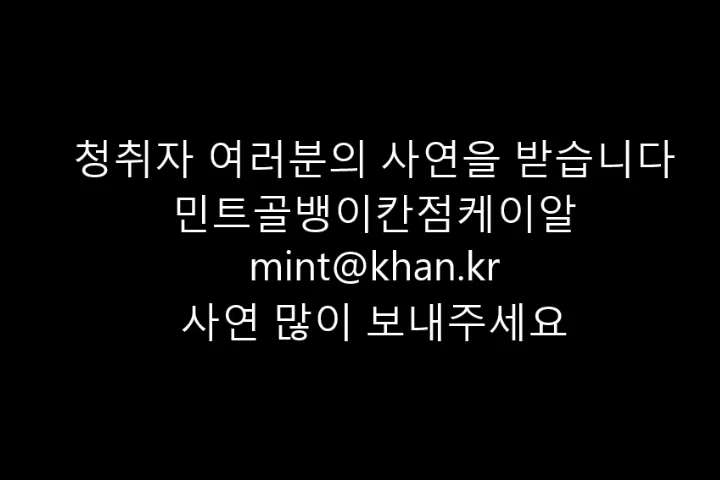 청취자 여러분의 사연을 받습니다
민트골뱅이칸점케이알
mint@khan.kr
사연 많이 보내주세요